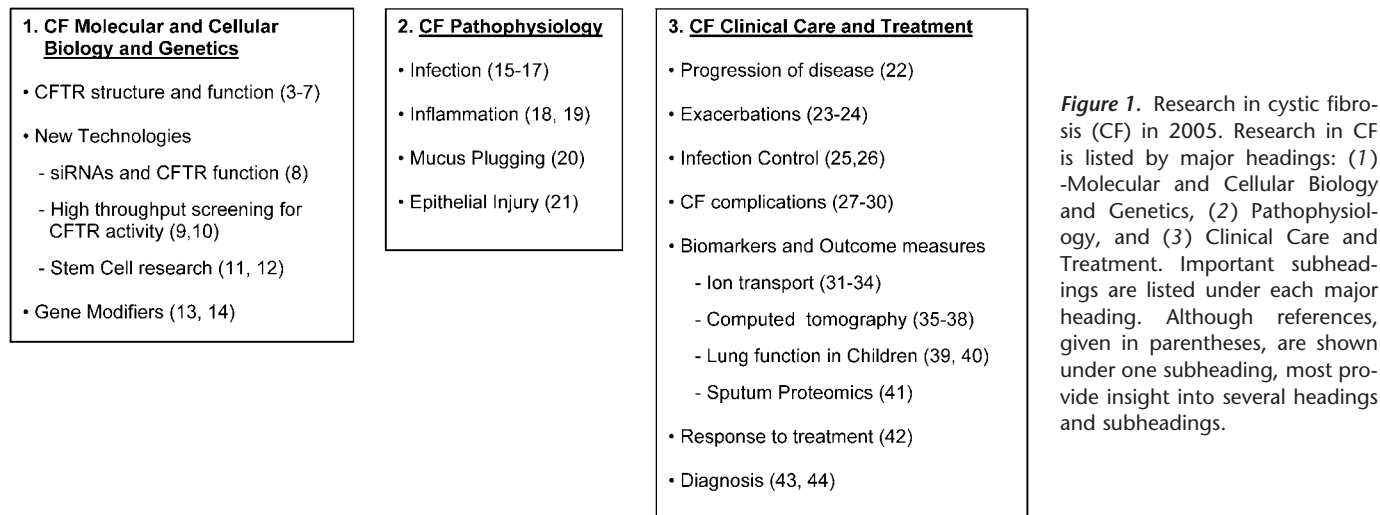 1. CF Molecular and Cellular
Biology and Genetics
• CFTR structure and function (3-7)
• New Technologies
- siRNAs and CFTR function (8)
- High throughput screening for
CFTR activity (9,10)
- Stem Cell research (11, 12)
• Gene Modifiers (13, 14)
2. CF Pathophysiology
• Infection (15-17)
• Inflammation (18, 19)
• Mucus Plugging (20)
• Epithelial Injury (21)
3. CF Clinical Care and Treatment
• Progression of disease (22)
• Exacerbations (23-24)
• Infection Control (25,26)
• CF complications (27-30)
• Biomarkers and Outcome measures
- Ion transport (31-34)
- Computed tomography (35-38)
- Lung function in Children (39, 40)
- Sputum Proteomics (41)
• Response to treatment (42)
• Diagnosis (43, 44)
Figure 1. Research in cystic fibro-
sis (CF) in 2005. Research in CF
is listed by major headings: (1)
-Molecular and Cellular Biology
and Genetics, (2) Pathophysiol-
ogy, and (3) Clinical Care and
Treatment. Important subhead-
ings are listed under each major
heading. Although references,
given in parentheses, are shown
under one subheading, most pro-
vide insight into several headings
and subheadings.